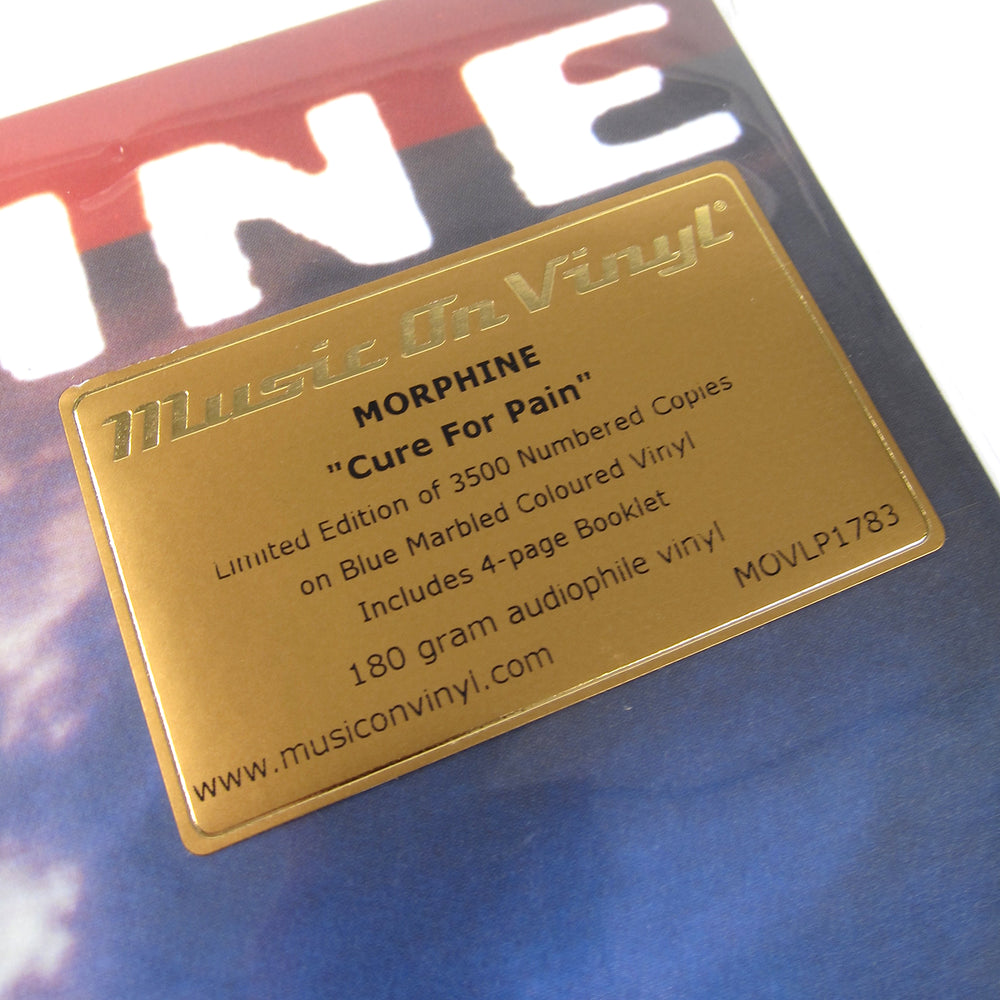 INE
Music On Vinyl®
MORPHINE
"Cure For Pain"
Limited Edition of 3500 Numbered Copies
on Blue Marbled Coloured Vinyl
Includes 4-page Booklet
180 gram audiophile vinyl
www.musiconvinyl.com
MOVLP1783